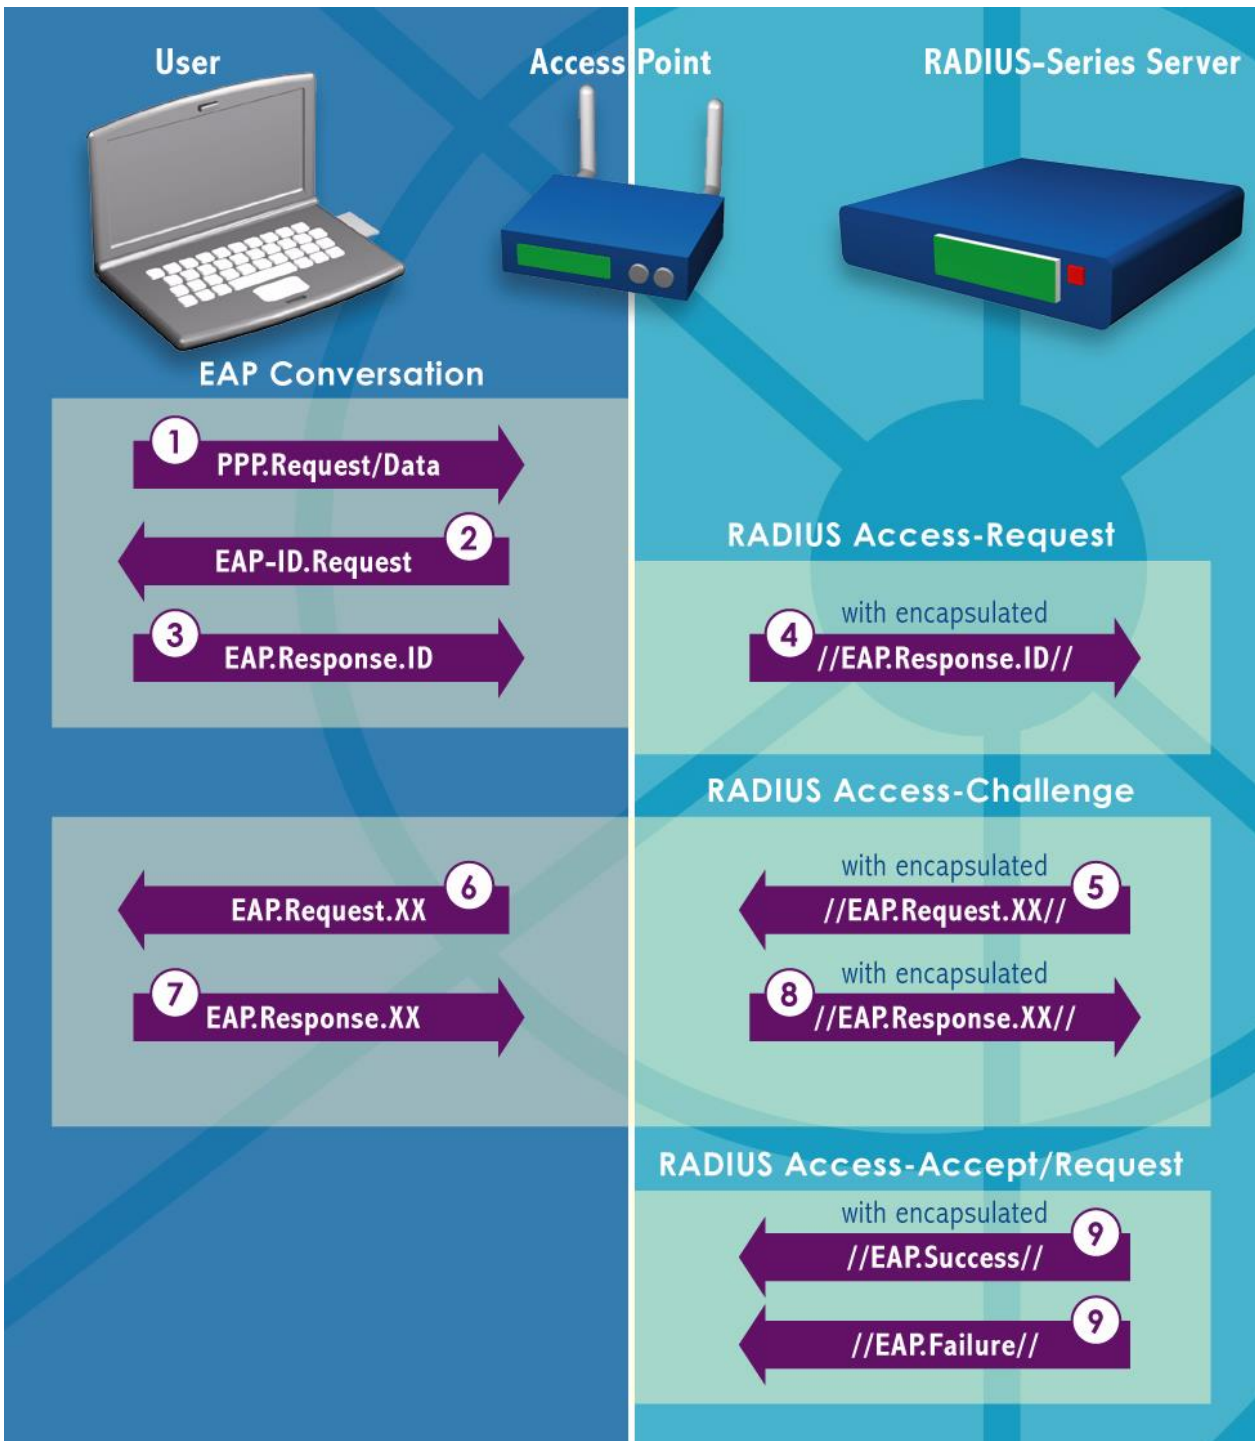 User
Access Point
RADIUS-Series Server
EAP Conversation
1
PPP.Request/Data
2
EAP-ID.Request
3
EAP.Response.ID
RADIUS Access-Request
with encapsulated
4
//EAP.Response.ID//
RADIUS Access-Challenge
with encapsulated
5
//EAP.Request.XX//
6
EAP.Request.XX
7
EAP.Response.XX
with encapsulated
8
//EAP.Response.XX//
RADIUS Access-Accept/Request
with encapsulated
9
//EAP.Success//
9
//EAP.Failure//